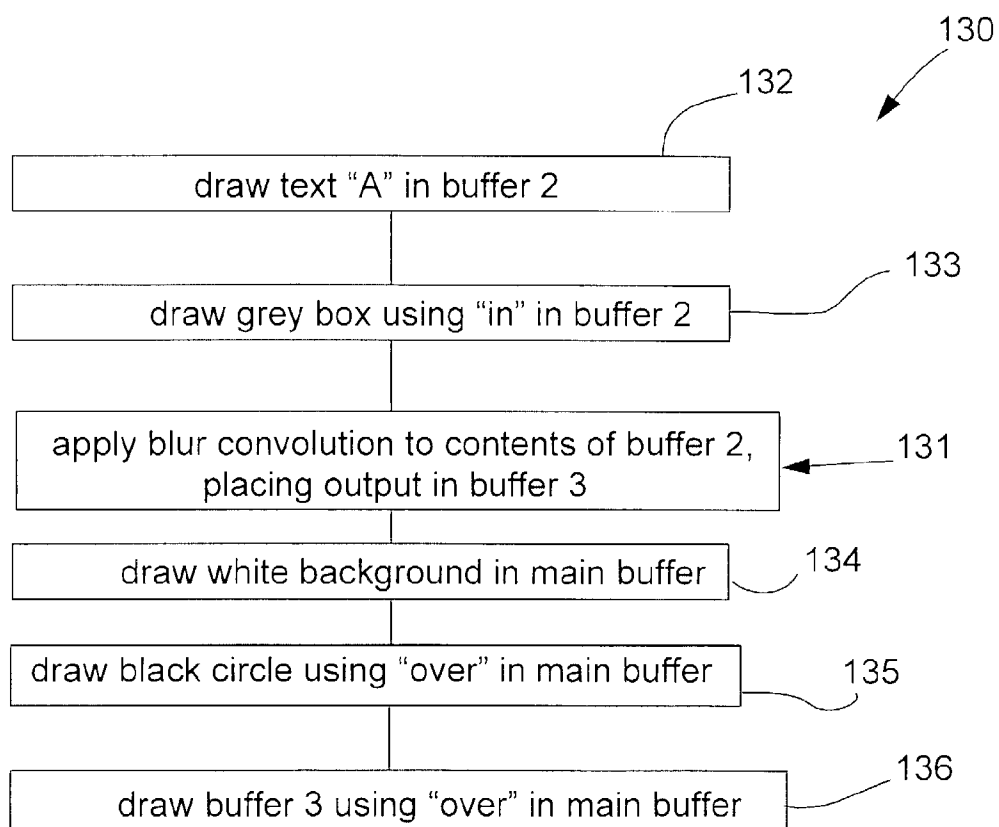 130
132
draw text “A” in buffer 2
133
draw grey box using “in” in buffer 2
apply blur convolution to contents of buffer 2,
placing output in buffer 3
131
draw white background in main buffer
134
draw black circle using “over” in main buffer
135
draw buffer 3 using “over” in main buffer
136